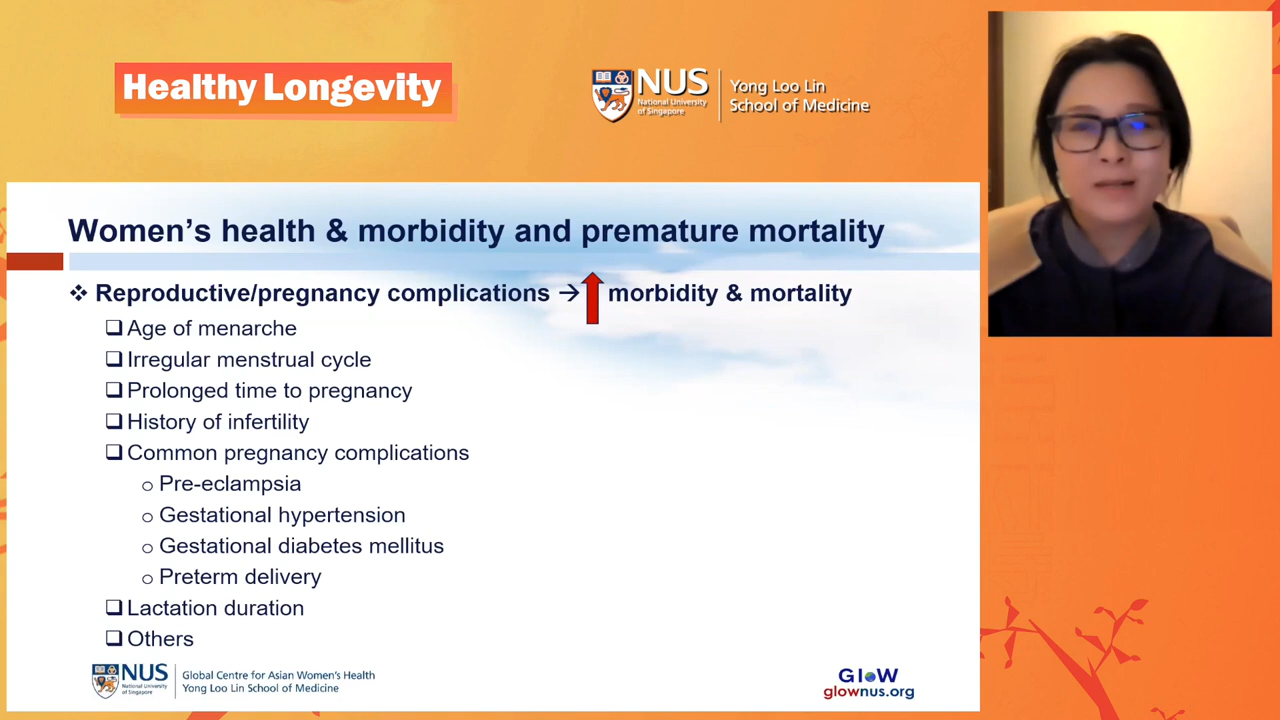 Healthy Longevity
NUS
National University
of Singapore
Yong Loo Lin
School of Medicine
Women's health & morbidity and premature mortality
❖ Reproductive/pregnancy complications → morbidity & mortality
❑ Age of menarche
❑ Irregular menstrual cycle
❑ Prolonged time to pregnancy
❑ History of infertility
❑ Common pregnancy complications
o Pre-eclampsia
o Gestational hypertension
o Gestational diabetes mellitus
o Preterm delivery
❑ Lactation duration
❑ Others
NUS
National University
of Singapore
Global Centre for Asian Women's Health
Yong Loo Lin School of Medicine
GloW
glownus.org